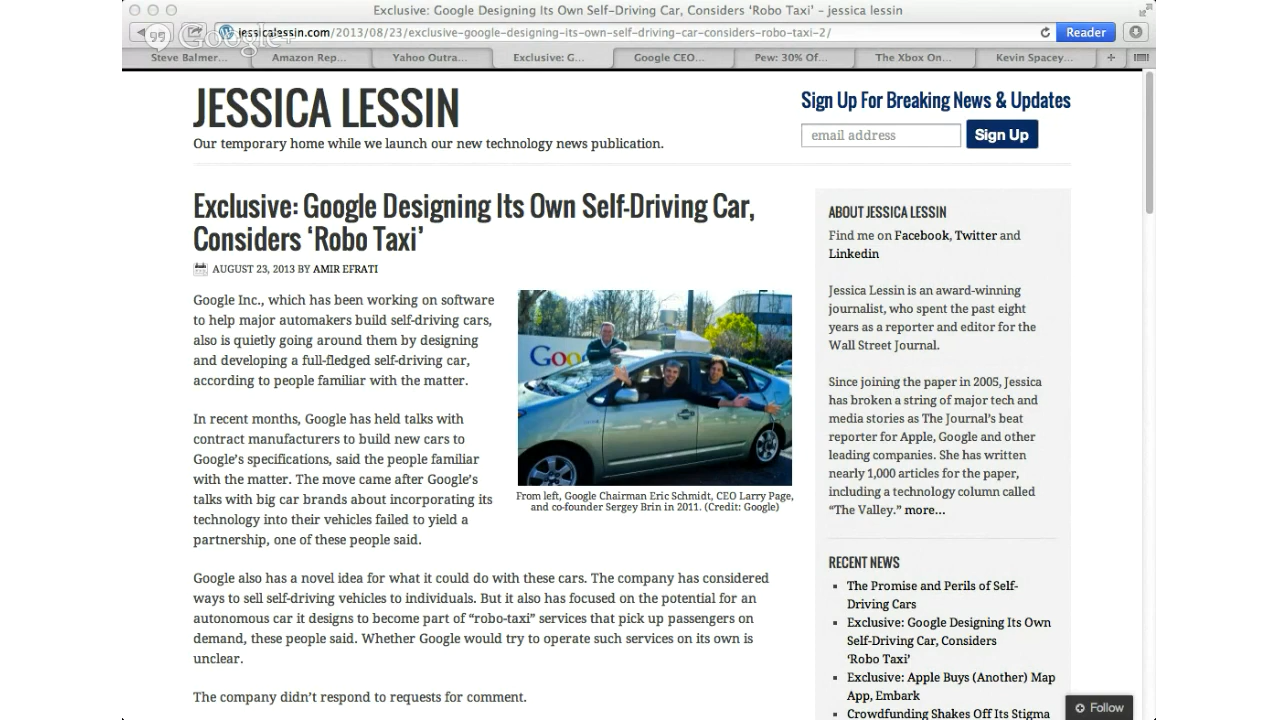 Exclusive: Google Designing Its Own Self-Driving Car, Considers ‘Robo Taxi’ – jessica lessin
jessicalessin.com/2013/08/23/exclusive-google-designing-its-own-self-driving-car-considers-robo-taxi-2/
Reader
Google+
Steve Balmer...
Amazon Rep...
Yahoo Outra...
Exclusive: G...
Google CEO...
Pew: 30% Of...
The Xbox On...
Kevin Spacey...
JESSICA LESSIN
Our temporary home while we launch our new technology news publication.
Sign Up For Breaking News & Updates
email address
Sign Up
Exclusive: Google Designing Its Own Self-Driving Car,
Considers ‘Robo Taxi’
AUGUST 23, 2013 BY AMIR EFRATI
Google Inc., which has been working on software
to help major automakers build self-driving cars,
also is quietly going around them by designing
and developing a full-fledged self-driving car,
according to people familiar with the matter.
In recent months, Google has held talks with
contract manufacturers to build new cars to
Google’s specifications, said the people familiar
with the matter. The move came after Google’s
talks with big car brands about incorporating its
technology into their vehicles failed to yield a
partnership, one of these people said.
Goo
From left, Google Chairman Eric Schmidt, CEO Larry Page,
and co-founder Sergey Brin in 2011. (Credit: Google)
Google also has a novel idea for what it could do with these cars. The company has considered
ways to sell self-driving vehicles to individuals. But it also has focused on the potential for an
autonomous car it designs to become part of “robo-taxi” services that pick up passengers on
demand, these people said. Whether Google would try to operate such services on its own is
unclear.
The company didn’t respond to requests for comment.
ABOUT JESSICA LESSIN
Find me on Facebook, Twitter and
Linkedin
Jessica Lessin is an award-winning
journalist, who spent the past eight
years as a reporter and editor for the
Wall Street Journal.
Since joining the paper in 2005, Jessica
has broken a string of major tech and
media stories as The Journal’s beat
reporter for Apple, Google and other
leading companies. She has written
nearly 1,000 articles for the paper,
including a technology column called
“The Valley.” more...
RECENT NEWS
The Promise and Perils of Self-
Driving Cars
Exclusive: Google Designing Its Own
Self-Driving Car, Considers
‘Robo Taxi’
Exclusive: Apple Buys (Another) Map
App, Embark
Crowdfunding Shakes Off Its Stigma
Follow